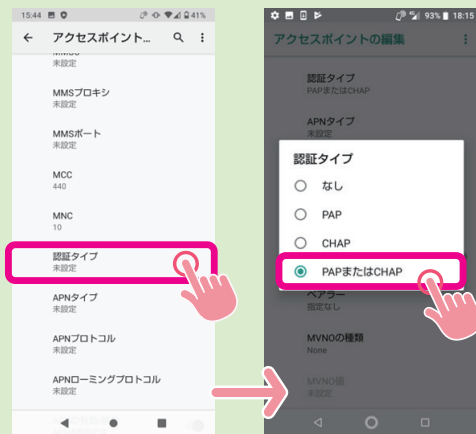 15:44
41%
アクセスポイント…
未設定
MMSプロキシ
未設定
MMSポート
未設定
MCC
440
MNC
10
認証タイプ
未設定
APNタイプ
未設定
APNプロトコル
未設定
APNローミングプロトコル
未設定
93% 18:15
アクセスポイントの編集
認証タイプ
PAPまたはCHAP
APNタイプ
未設定
認証タイプ
なし
PAP
CHAP
PAPまたはCHAP
ベアラー
指定なし
MVNOの種類
None
MVNO値
未設定